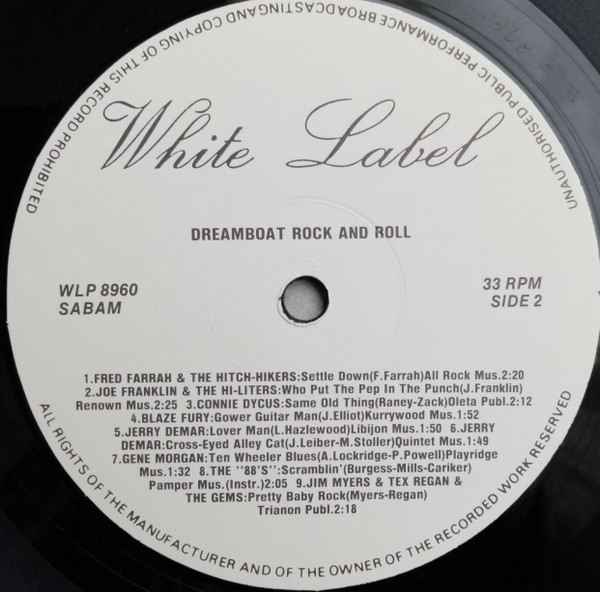 UNAUTHORISED PUBLIC PERFORMANCE BROADCASTING AND COPYING OF THIS RECORD PROHIBITED
White Label
DREAMBOAT ROCK AND ROLL
WLP 8960
SABAM
33 RPM
SIDE 2
1.FRED FARRAH & THE HITCH-HIKERS:Settle Down(F.Farrah)All Rock Mus.2:20
2.JOE FRANKLIN & THE HI-LITERS:Who Put The Pep In The Punch(J.Franklin)
Renown Mus.2:25 3.CONNIE DYCUS:Same Old Thing(Raney-Zack)Oleta Publ.2:12
4.BLAZE FURY:Gower Guitar Man(J.Elliot)Kurrywood Mus.1:52
5.JERRY DEMAR:Lover Man(L.Hazlewood)Libijon Mus.1:50 6.JERRY
DEMAR:Cross-Eyed Alley Cat(J.Leiber-M.Stoller)Quintet Mus.1:49
7.GENE MORGAN:Ten Wheeler Blues(A.Lockridge-P.Powell)Playridge
Mus.1:32 8.THE "88'S":Scramblin'(Burgess-Mills-Cariker)
Pamper Mus.(Instr.)2:05 9.JIM MYERS & TEX REGAN &
THE GEMS:Pretty Baby Rock(Myers-Regan)
Trianon Publ.2:18
ALL RIGHTS OF THE MANUFACTURER AND OF THE OWNER OF THE RECORDED WORK RESERVED